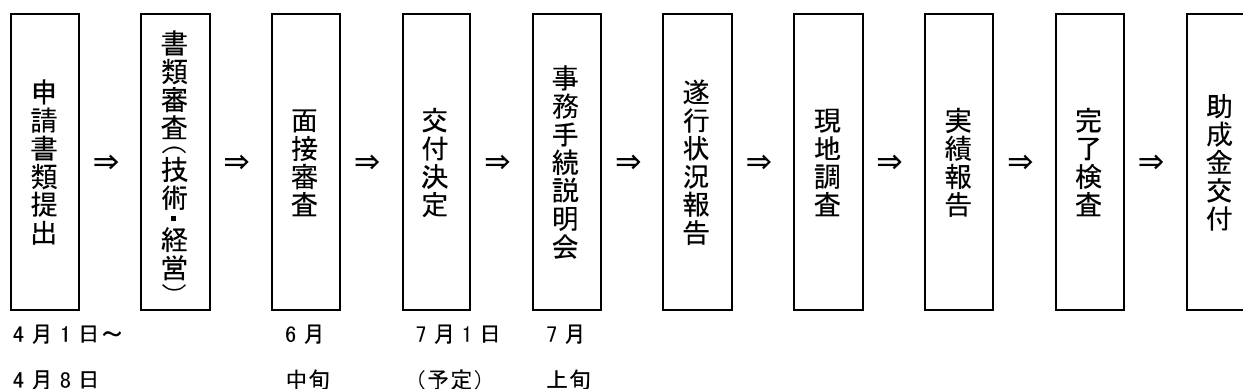 申請書類提出
⇒
書類審査（技術・経営）
⇒
面接審査
⇒
交付決定
⇒
事務手続説明会
⇒
遂行状況報告
⇒
現地調査
⇒
実績報告
⇒
完了検査
⇒
助成金交付
4月1日～
4月8日
6月
中旬
7月1日
（予定）
7月
上旬